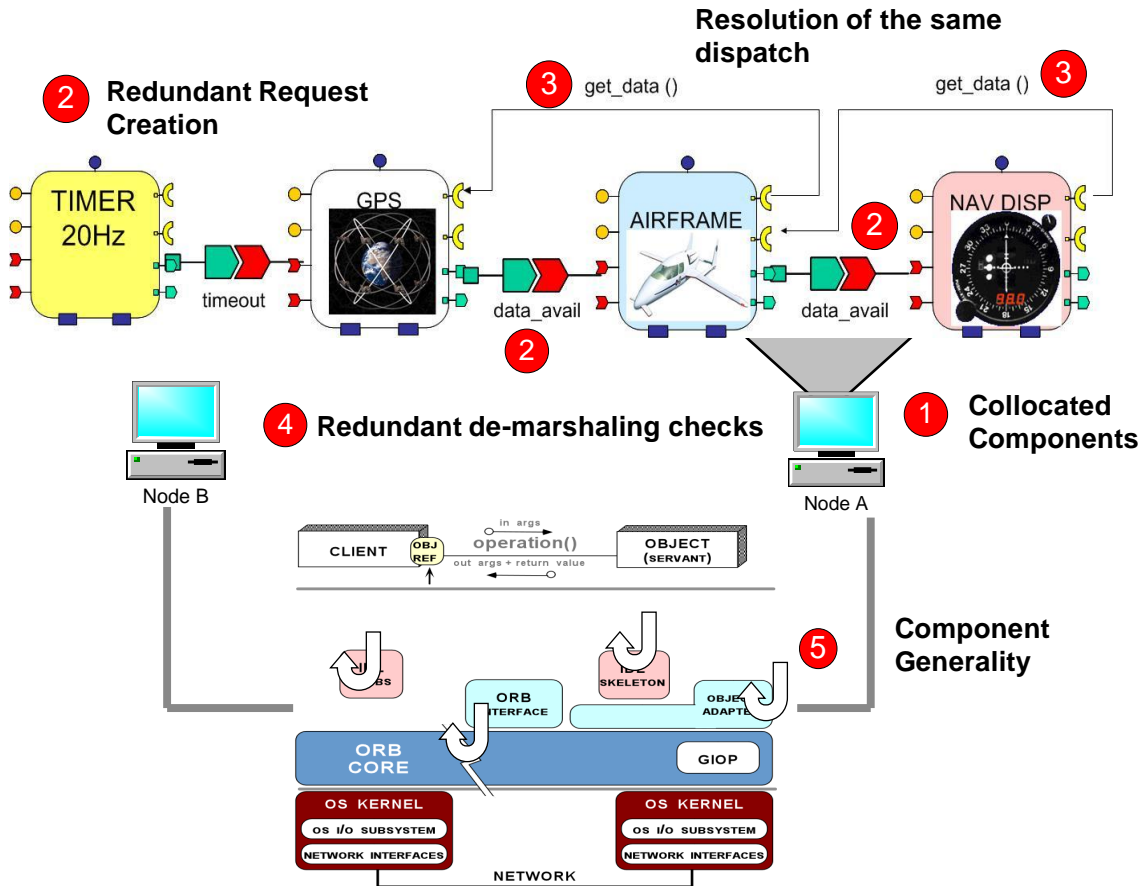 Resolution of the same
dispatch
2
Redundant Request
Creation
3
get_data ()
get_data ()
3
TIMER
20Hz
GPS
AIRFRAME
NAV DISP
2
timeout
data_avail
data_avail
2
98.0
4
Redundant de-marshaling checks
1
Collocated
Components
Node B
Node A
in args
CLIENT
OBJ
REF
operation()
OBJECT
(SERVANT)
out args + return value
5
Component
Generality
SKELETON
ORB
GIOP
ORB
CORE
OS KERNEL
OS I/O SUBSYSTEM
NETWORK INTERFACES
OS KERNEL
OS I/O SUBSYSTEM
NETWORK INTERFACES
NETWORK